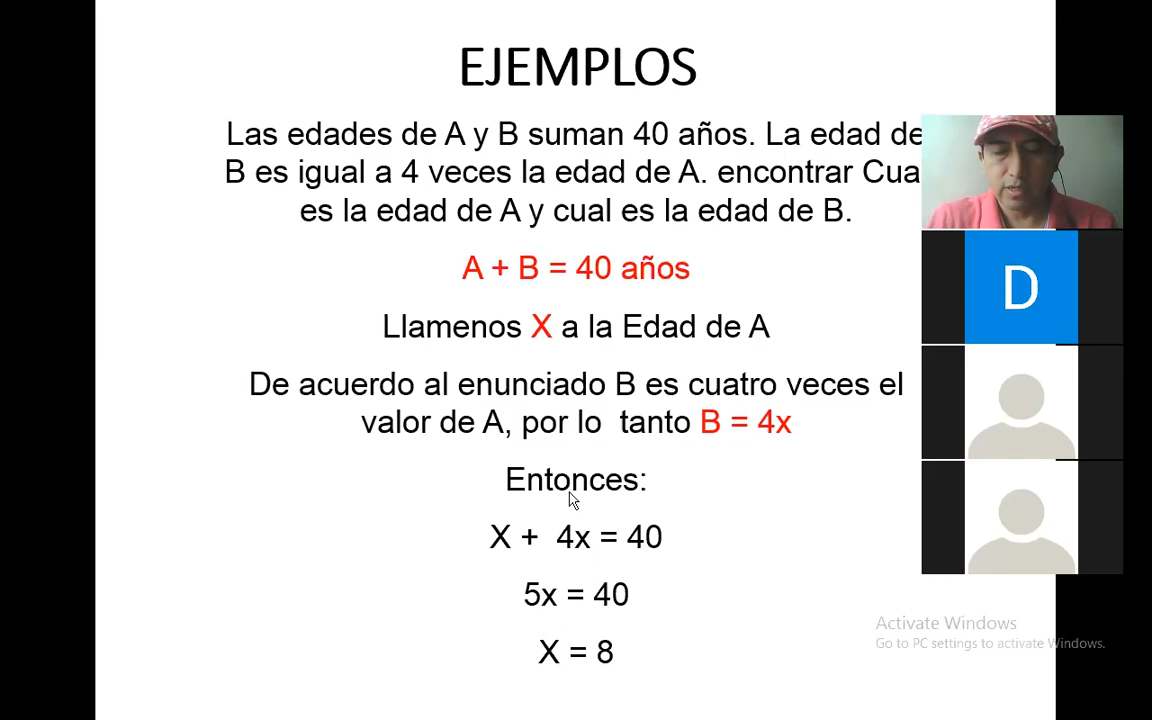 EJEMPLOS
Las edades de A y B suman 40 años. La edad de
B es igual a 4 veces la edad de A. encontrar Cua
es la edad de A y cual es la edad de B.
A + B = 40 años
Llamenos X a la Edad de A
De acuerdo al enunciado B es cuatro veces el
valor de A, por lo tanto B = 4x
Entonces:
X + 4x = 40
5x = 40
X = 8
D
Activate Windows
Go to PC settings to activate Windows.